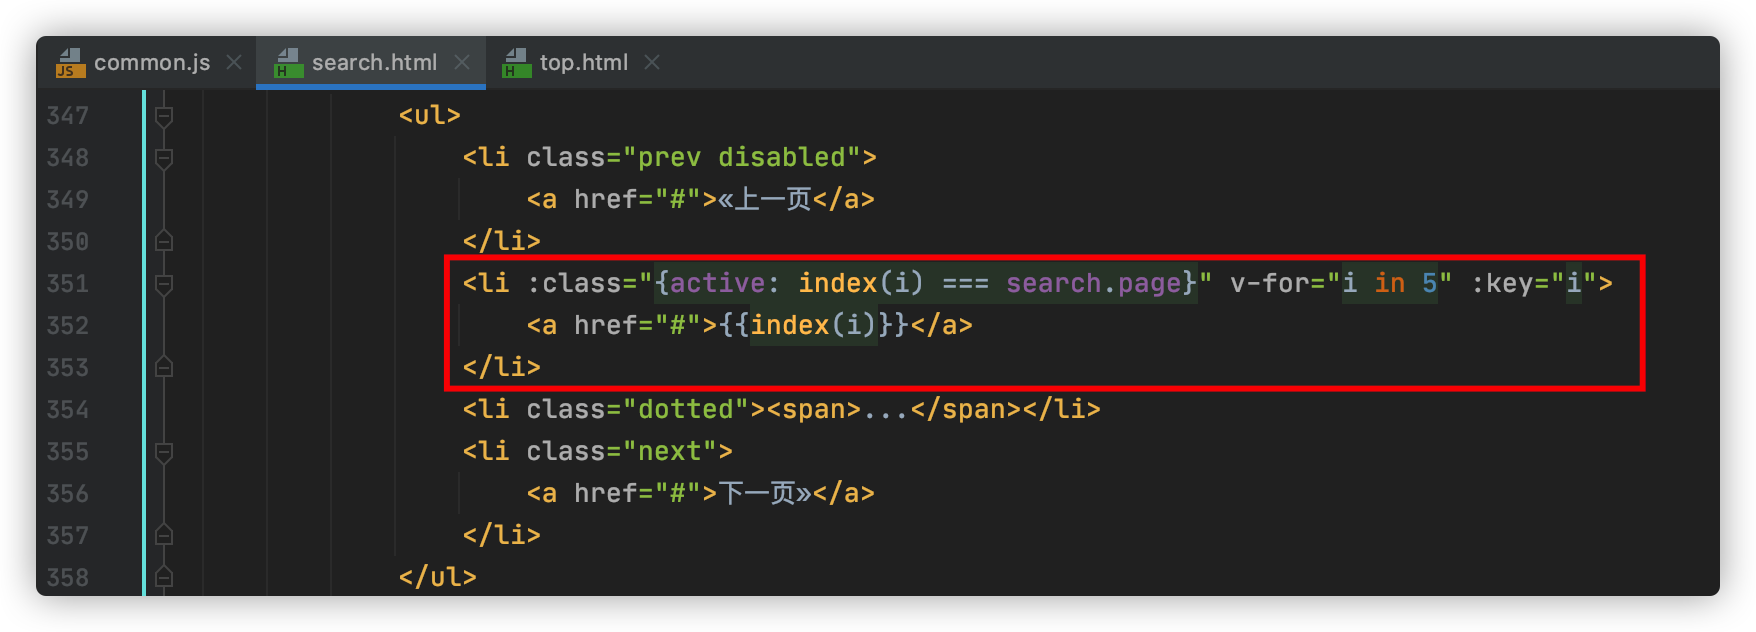 common.js search.html top.html
347 <ul>
348 <li class="prev disabled">
349 <a href="#">«上一页</a>
350 </li>
351 <li :class="{active: index(i) === search.page}" v-for="i in 5" :key="i">
352 <a href="#">{{index(i)}}</a>
353 </li>
354 <li class="dotted"><span>...</span></li>
355 <li class="next">
356 <a href="#">下一页»</a>
357 </li>
358 </ul>